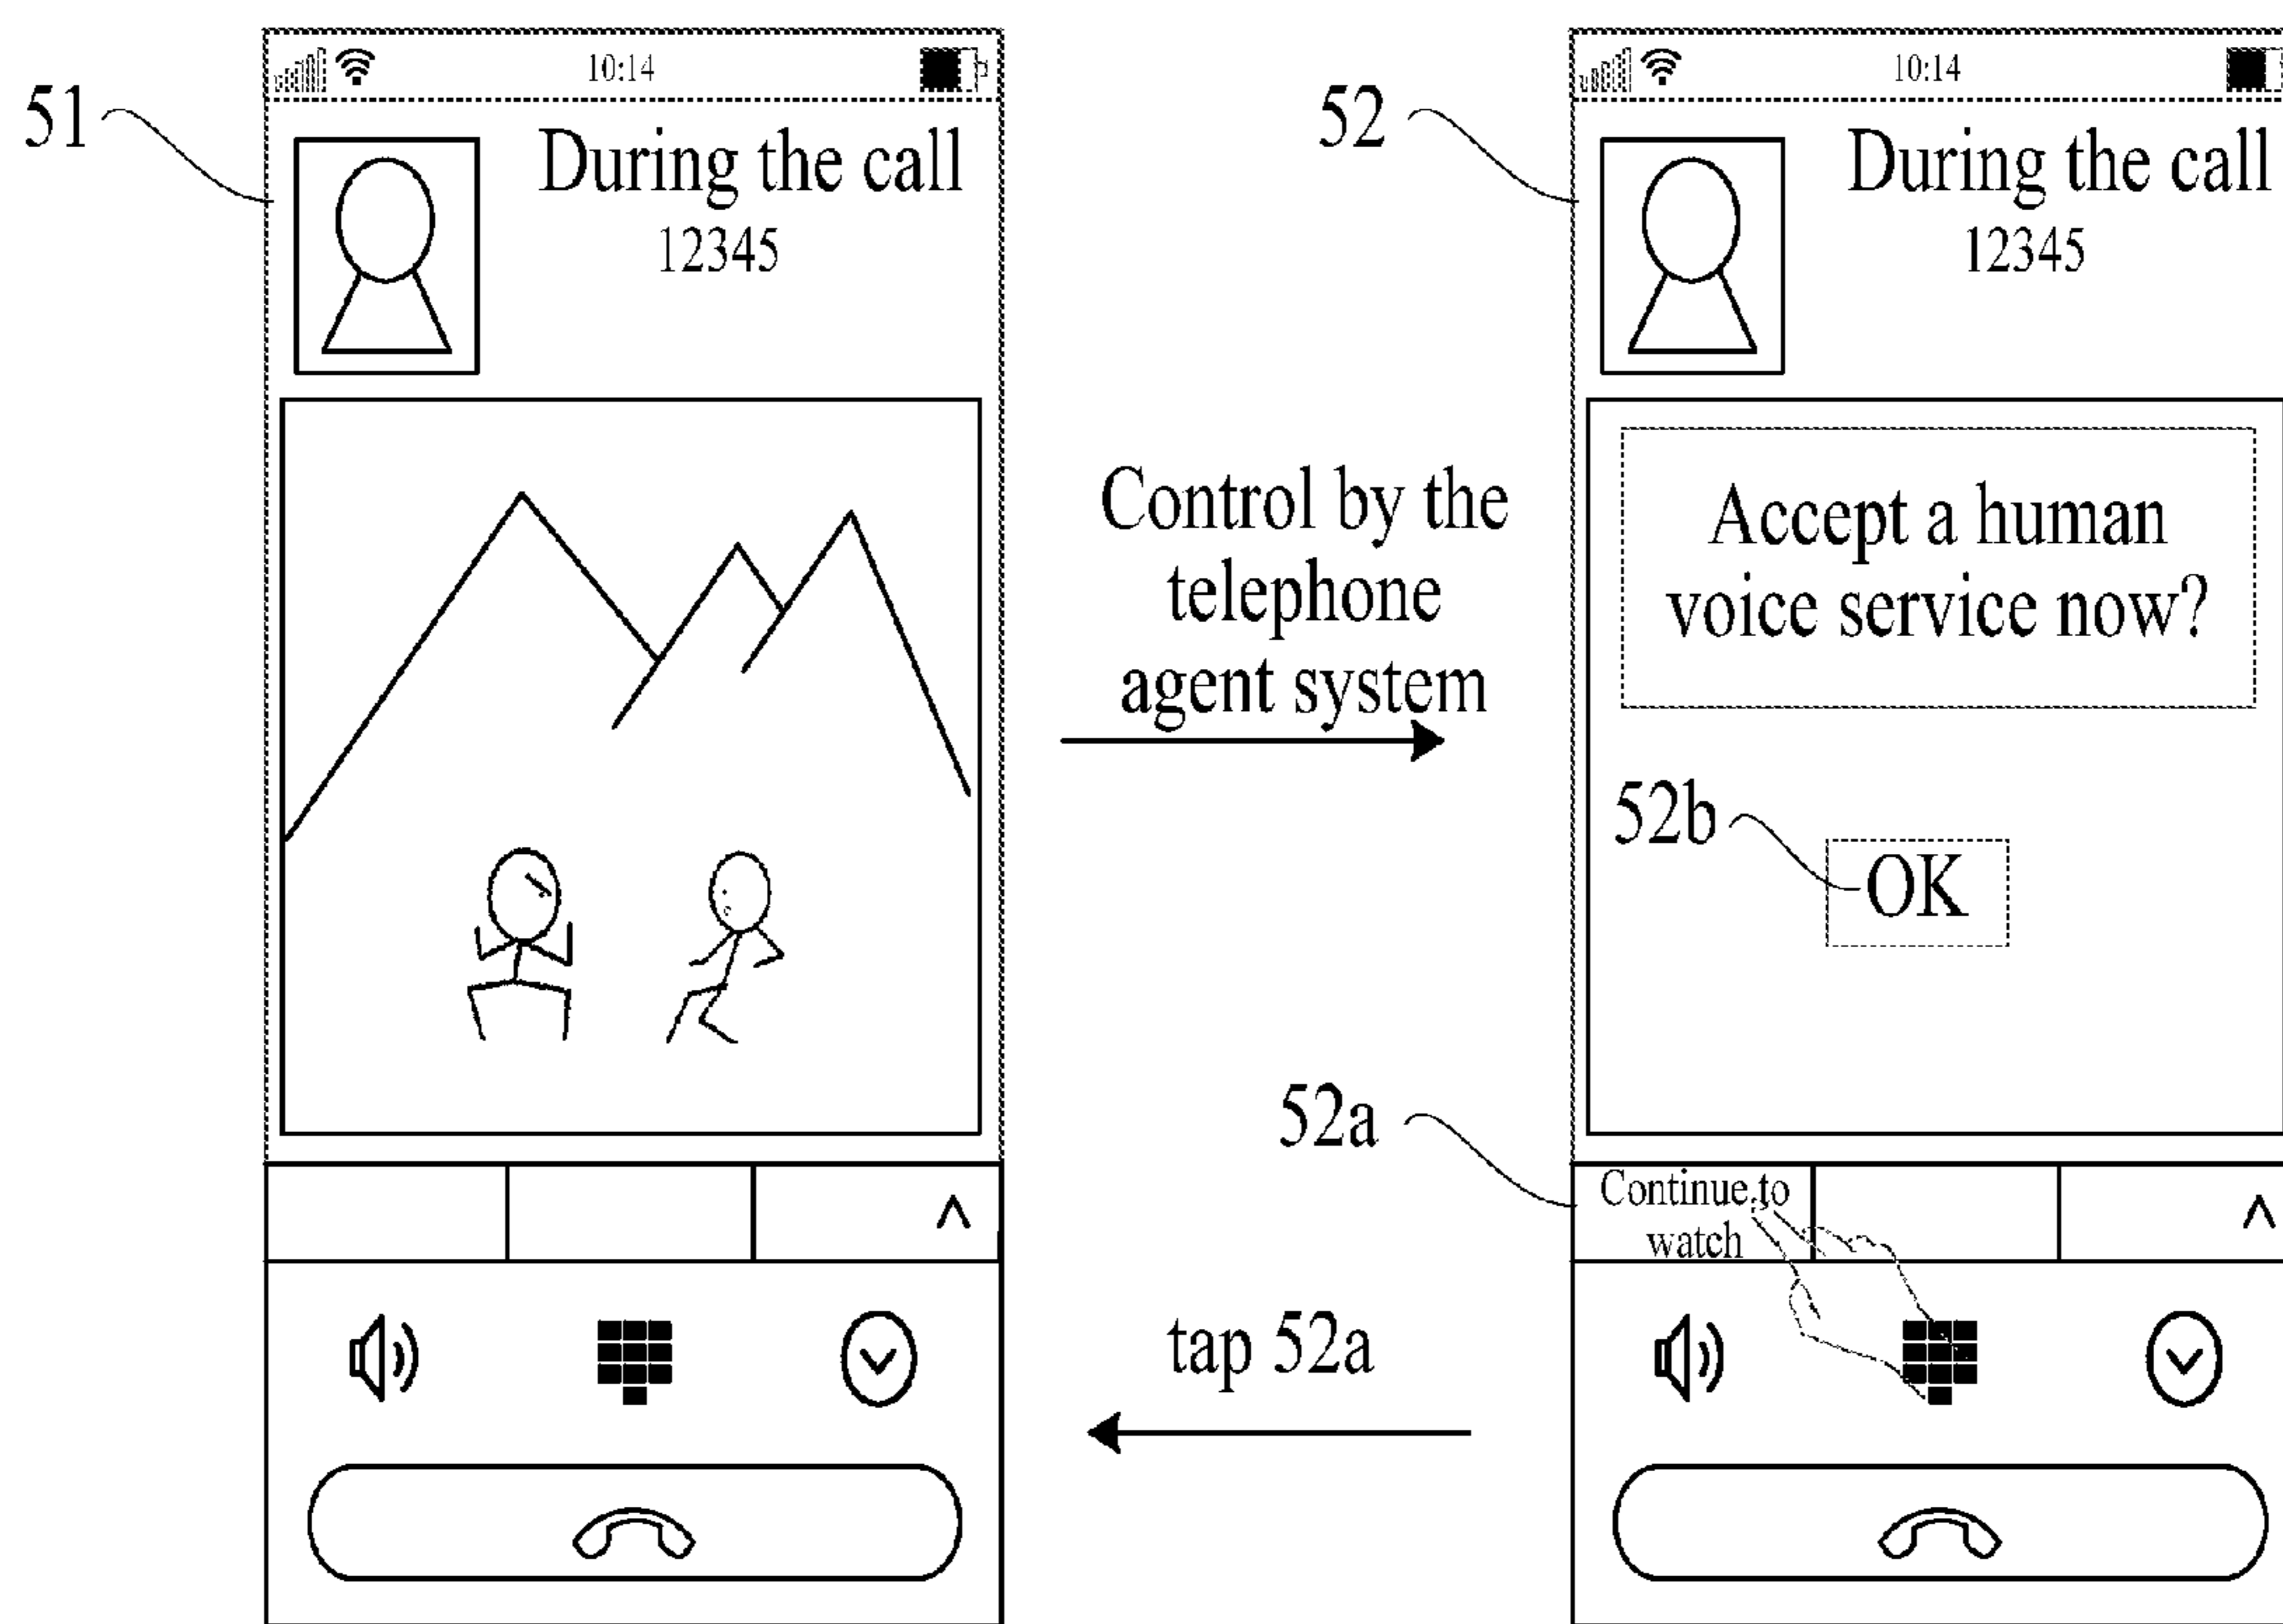 51
10:14
During the call
12345
Control by the
telephone
agent system
tap 52a
52
10:14
During the call
12345
Accept a human
voice service now?
52b
OK
52a
Continue to
watch